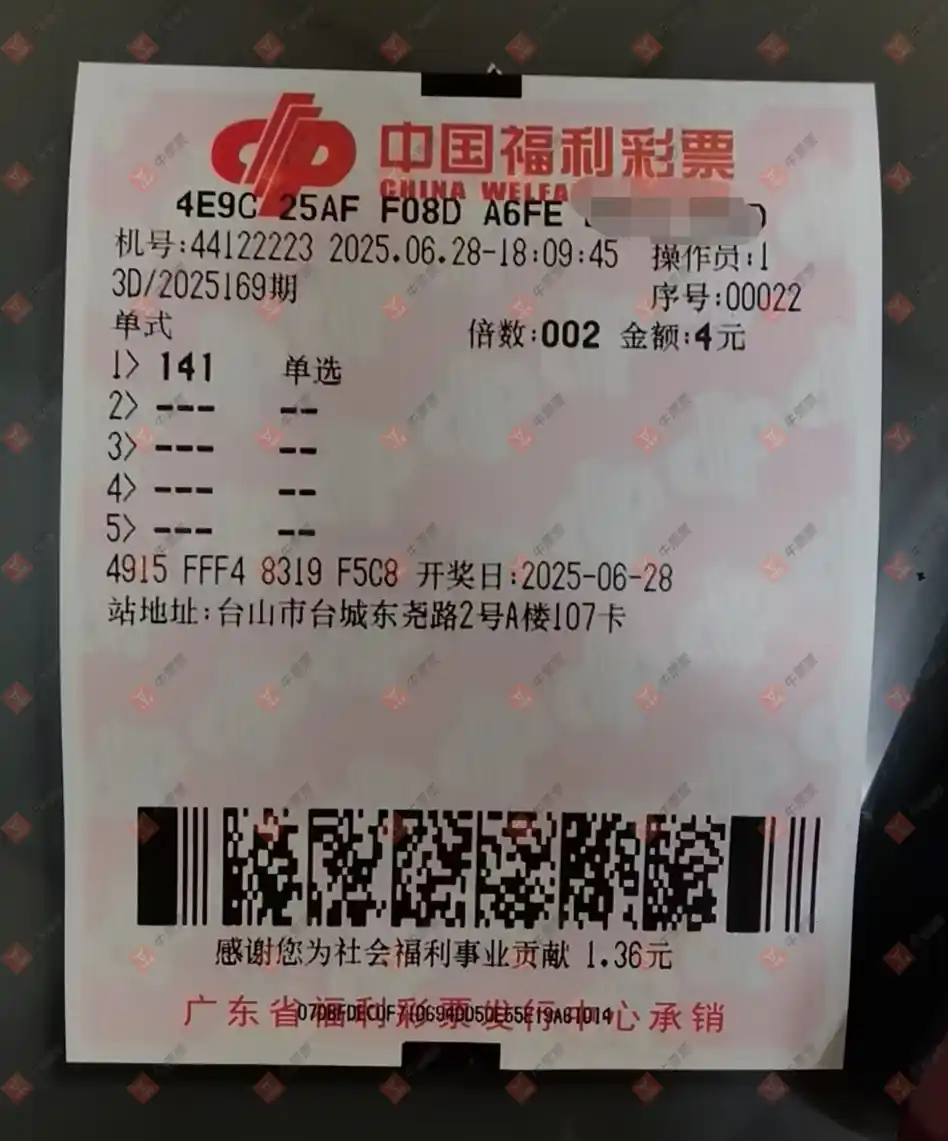 中国福利彩票
CHINA WELFA
4E9C 25AF F08D A6FE
机号:44122223 2025.06.28-18:09:45 操作员:1
3D/2025169期 序号:00022
单式 倍数:002 金额:4元
1> 141 单选
2> --- --
3> --- --
4> --- --
5> --- --
4915 FFF4 8319 F5C8 开奖日:2025-06-28
站地址:台山市台城东尧路2号A楼107卡
感谢您为社会福利事业贡献 1.36元
广东省福利彩票发行中心承销